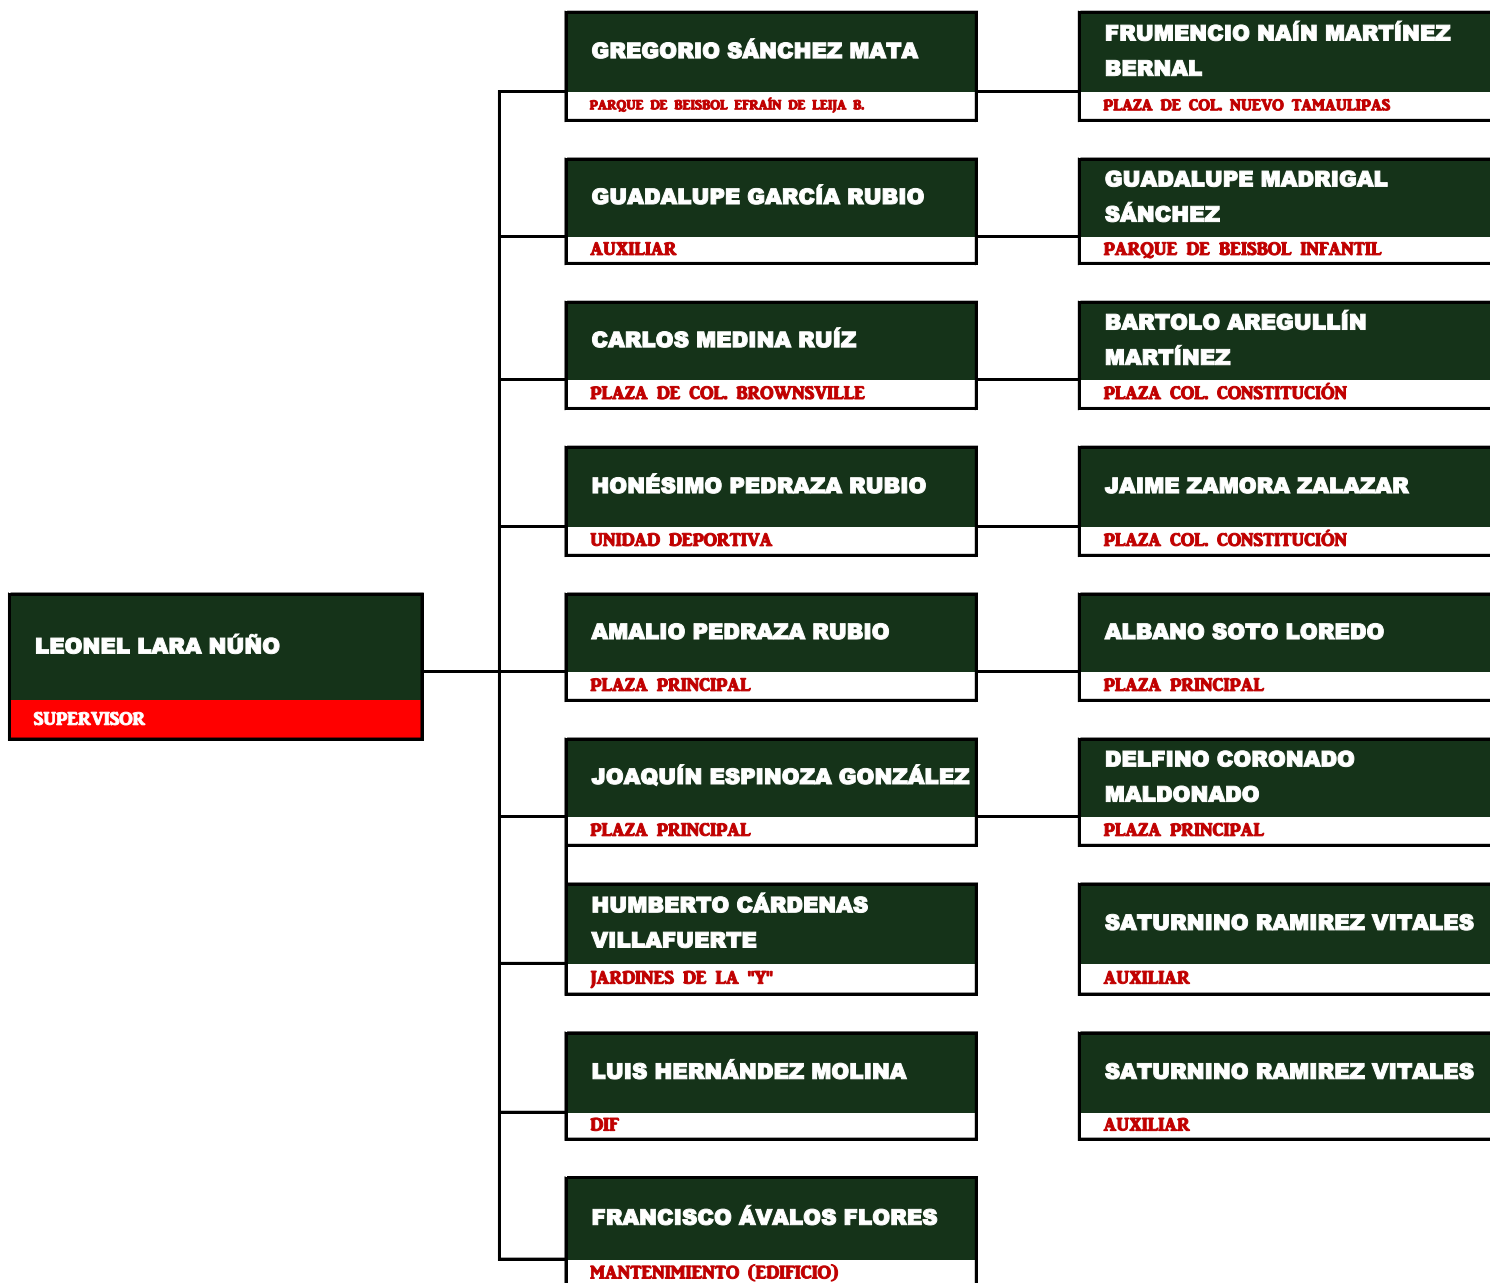 GREGORIO SÁNCHEZ MATA
PARQUE DE BEISBOL EFRAÍN DE LEIJA B.
FRUMENCIO NAÍN MARTÍNEZ
BERNAL
PLAZA DE COL. NUEVO TAMAULIPAS
GUADALUPE GARCÍA RUBIO
AUXILIAR
GUADALUPE MADRIGAL
SÁNCHEZ
PARQUE DE BEISBOL INFANTIL
CARLOS MEDINA RUÍZ
PLAZA DE COL. BROWNSVILLE
BARTOLO AREGULLÍN
MARTÍNEZ
PLAZA COL. CONSTITUCIÓN
HONÉSIMO PEDRAZA RUBIO
UNIDAD DEPORTIVA
JAIME ZAMORA ZALAZAR
PLAZA COL. CONSTITUCIÓN
LEONEL LARA NÚÑO
SUPERVISOR
AMALIO PEDRAZA RUBIO
PLAZA PRINCIPAL
ALBANO SOTO LOREDO
PLAZA PRINCIPAL
JOAQUÍN ESPINOZA GONZÁLEZ
PLAZA PRINCIPAL
DELFINO CORONADO
MALDONADO
PLAZA PRINCIPAL
HUMBERTO CÁRDENAS
VILLAFUERTE
JARDINES DE LA "Y"
SATURNINO RAMIREZ VITALES
AUXILIAR
LUIS HERNÁNDEZ MOLINA
DIF
SATURNINO RAMIREZ VITALES
AUXILIAR
FRANCISCO ÁVALOS FLORES
MANTENIMIENTO (EDIFICIO)